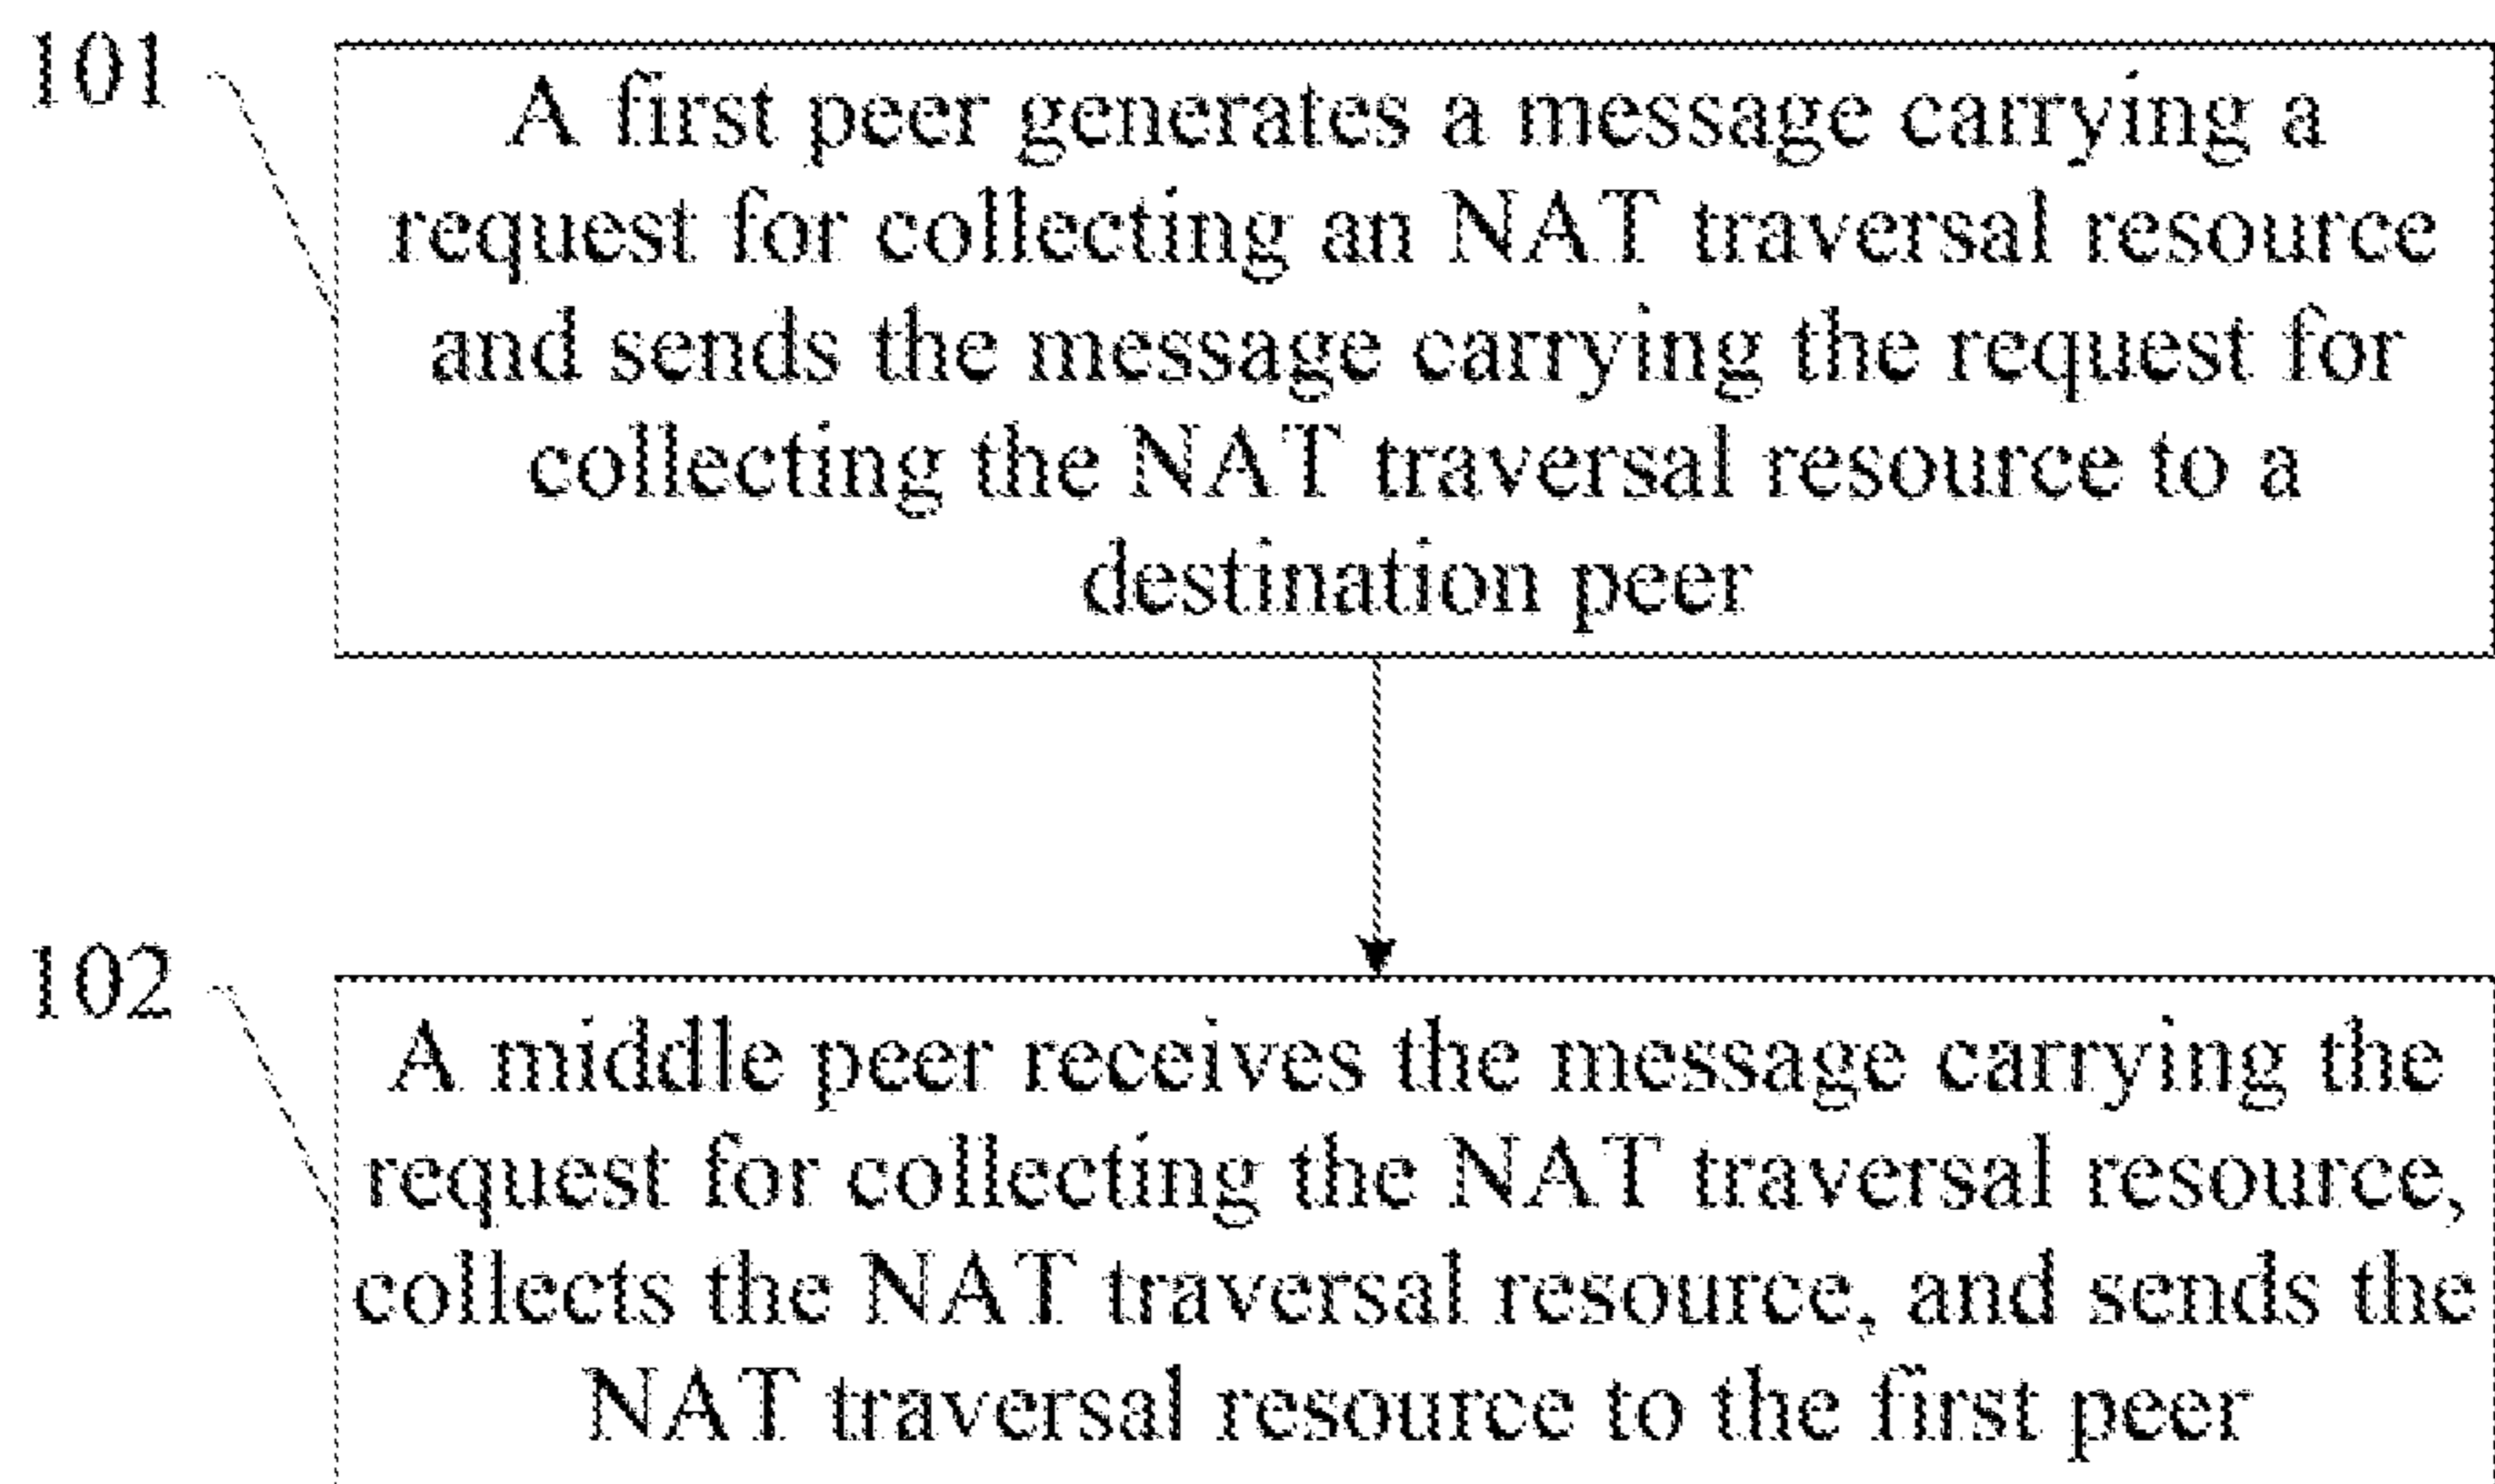 101
A first peer generates a message carrying a
request for collecting an NAT traversal resource
and sends the message carrying the request for
collecting the NAT traversal resource to a
destination peer
102
A middle peer receives the message carrying the
request for collecting the NAT traversal resource,
collects the NAT traversal resource, and sends the
NAT traversal resource to the first peer